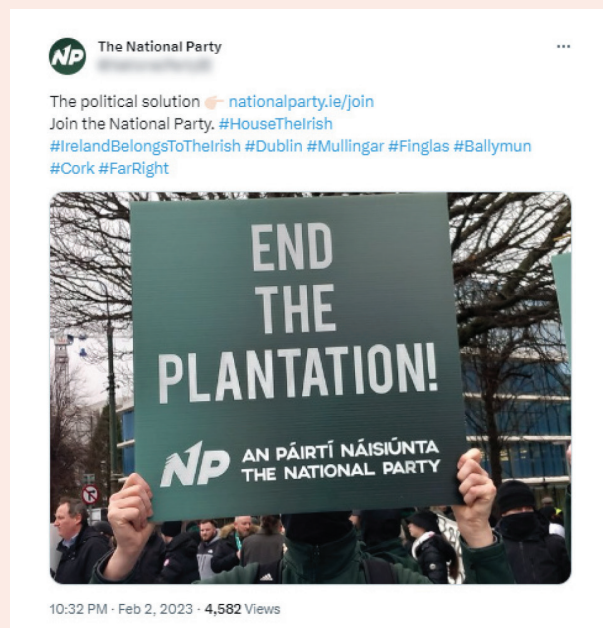 NP The National Party
The political solution 👉🏻 nationalparty.ie/join
Join the National Party. #HouseTheIrish
#IrelandBelongsToTheIrish #Dublin #Mullingar #Finglas #Ballymun
#Cork #FarRight
END
THE
PLANTATION!
NP AN PÁIRTÍ NÁISIÚNTA
THE NATIONAL PARTY
10:32 PM · Feb 2, 2023 · 4,582 Views